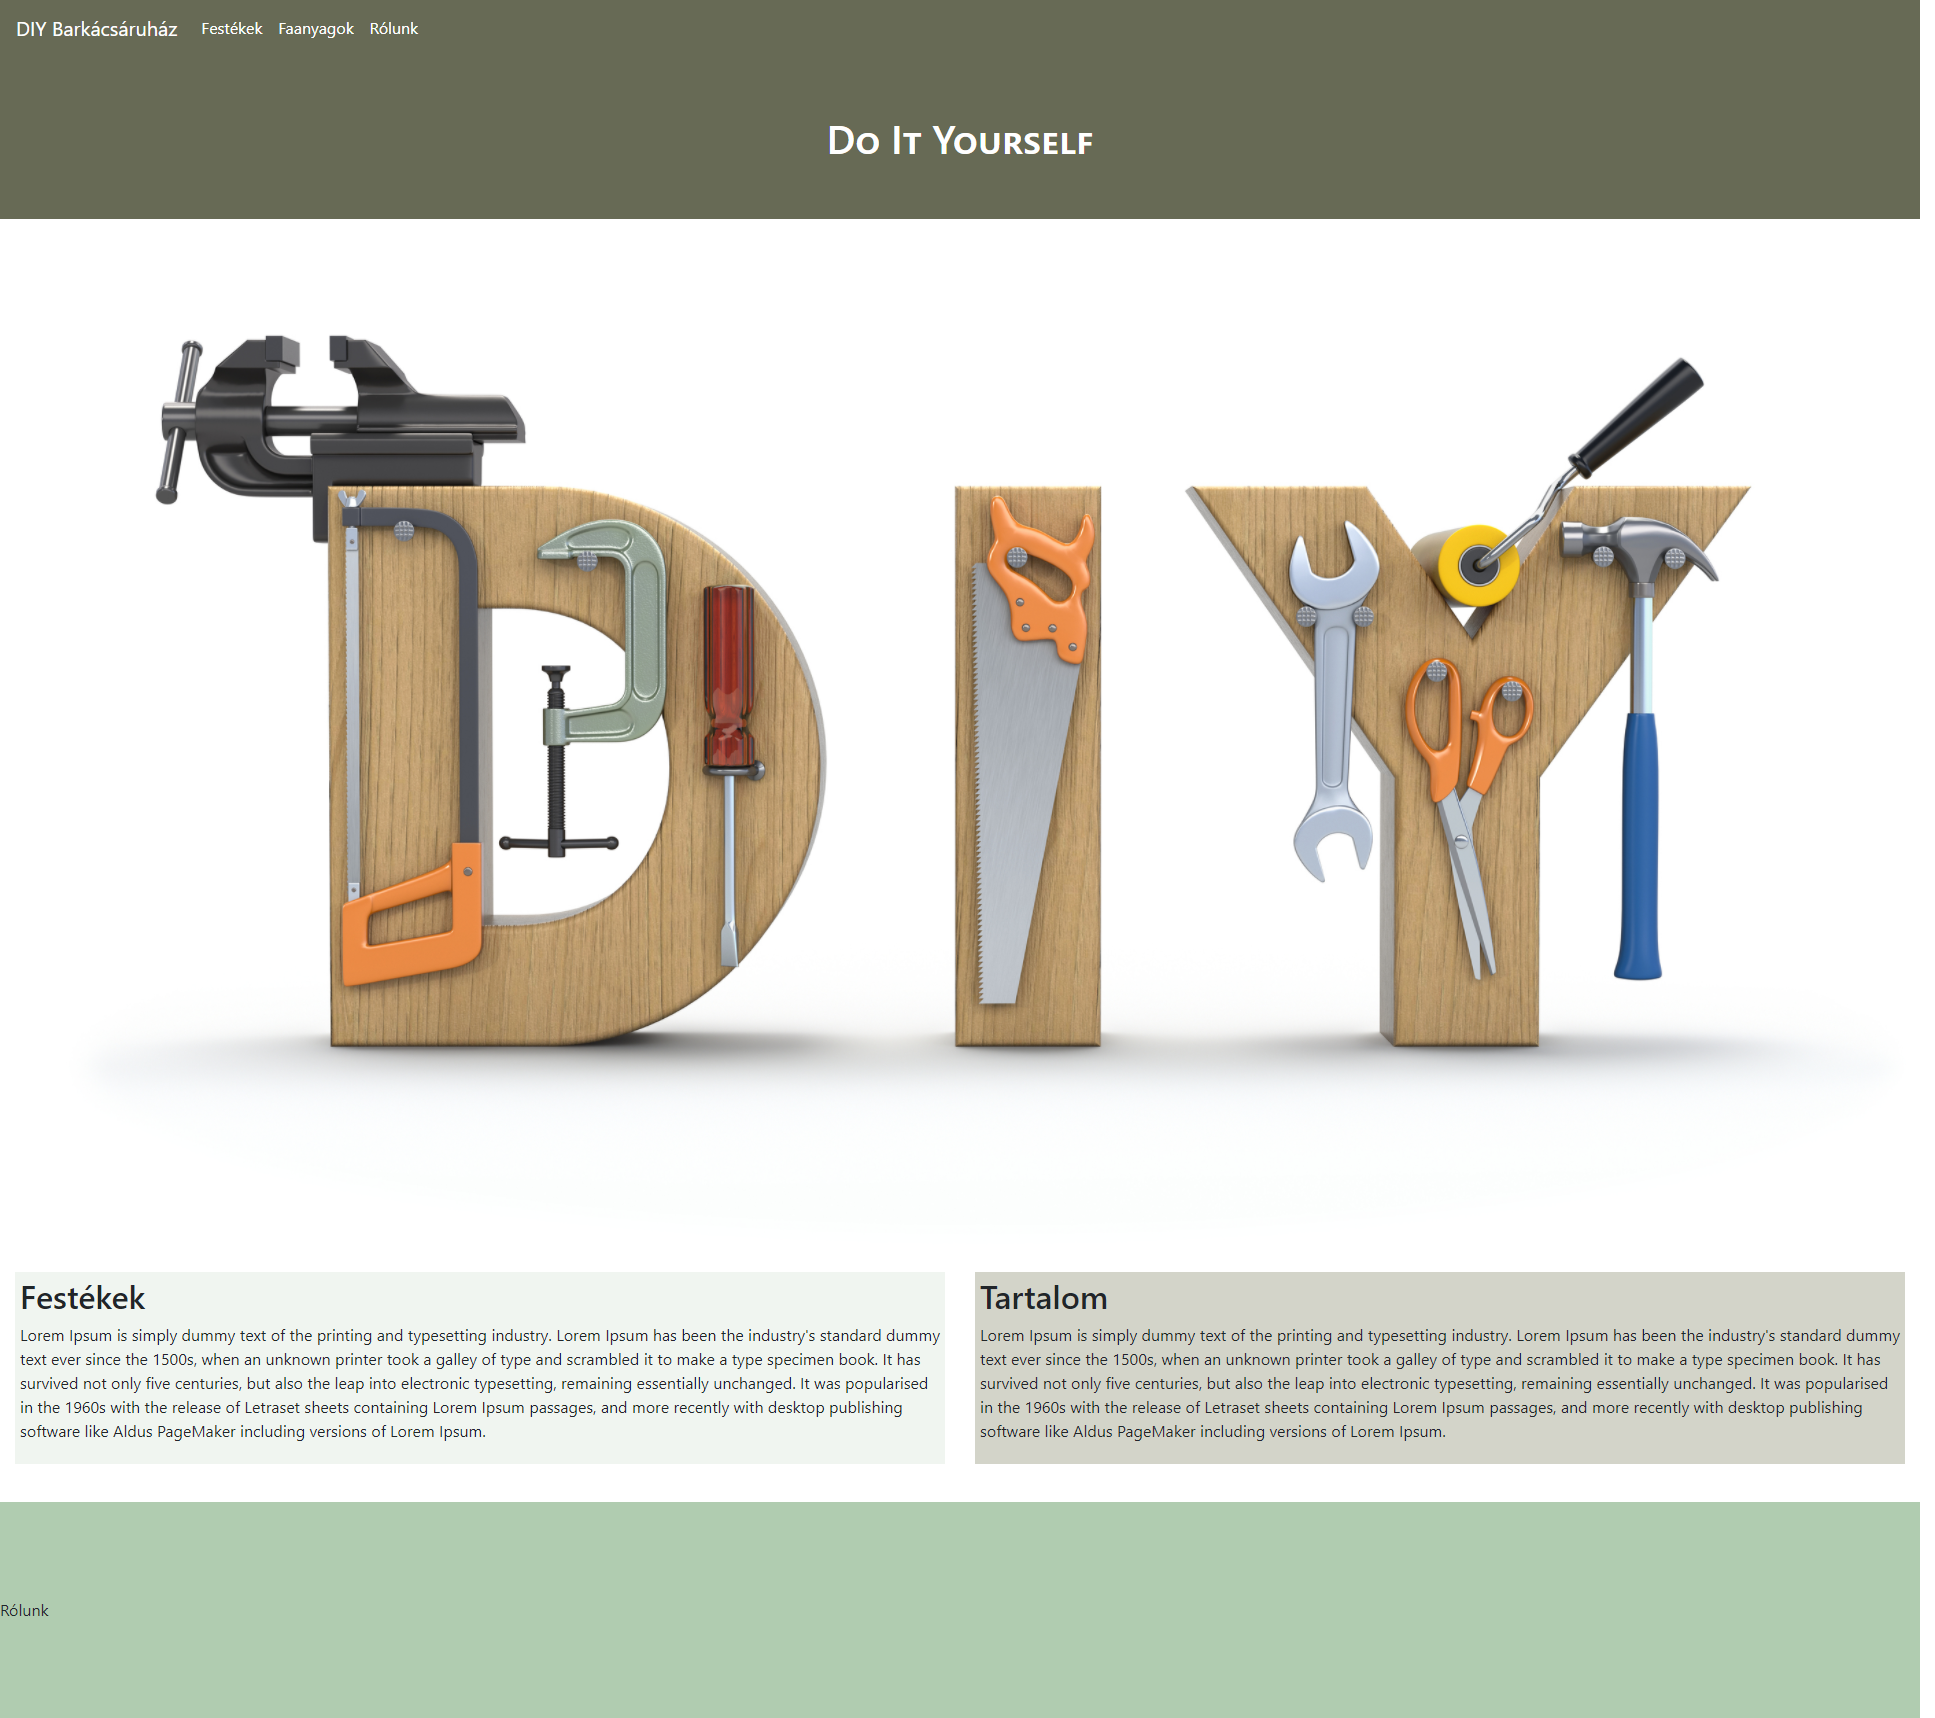 DIY Barkácsáruház Festékek Faanyagok Rólunk
Do It Yourself
DIY
Festékek
Lorem Ipsum is simply dummy text of the printing and typesetting industry. Lorem Ipsum has been the industry's standard dummy
text ever since the 1500s, when an unknown printer took a galley of type and scrambled it to make a type specimen book. It has
survived not only five centuries, but also the leap into electronic typesetting, remaining essentially unchanged. It was popularised
in the 1960s with the release of Letraset sheets containing Lorem Ipsum passages, and more recently with desktop publishing
software like Aldus PageMaker including versions of Lorem Ipsum.
Tartalom
Lorem Ipsum is simply dummy text of the printing and typesetting industry. Lorem Ipsum has been the industry's standard dummy
text ever since the 1500s, when an unknown printer took a galley of type and scrambled it to make a type specimen book. It has
survived not only five centuries, but also the leap into electronic typesetting, remaining essentially unchanged. It was popularised
in the 1960s with the release of Letraset sheets containing Lorem Ipsum passages, and more recently with desktop publishing
software like Aldus PageMaker including versions of Lorem Ipsum.
Rólunk